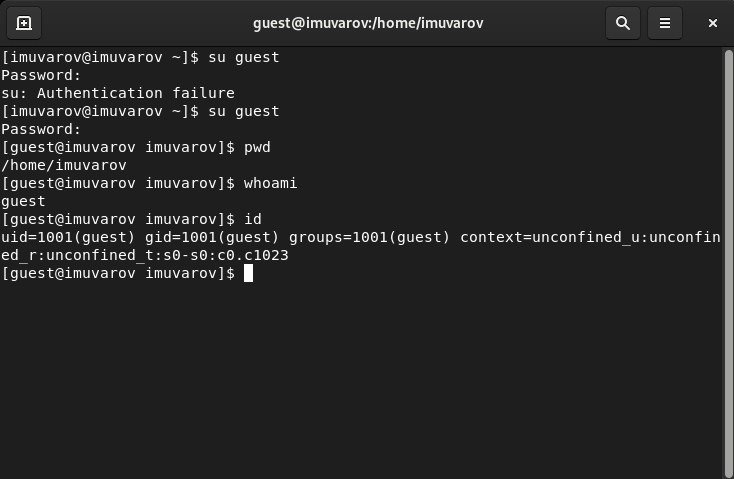 guest@imuvarov:/home/imuvarov
[imuvarov@imuvarov ~]$ su guest
Password:
su: Authentication failure
[imuvarov@imuvarov ~]$ su guest
Password:
[guest@imuvarov imuvarov]$ pwd
/home/imuvarov
[guest@imuvarov imuvarov]$ whoami
guest
[guest@imuvarov imuvarov]$ id
uid=1001(guest) gid=1001(guest) groups=1001(guest) context=unconfined_u:unconfin
ed_r:unconfined_t:s0-s0:c0.c1023
[guest@imuvarov imuvarov]$